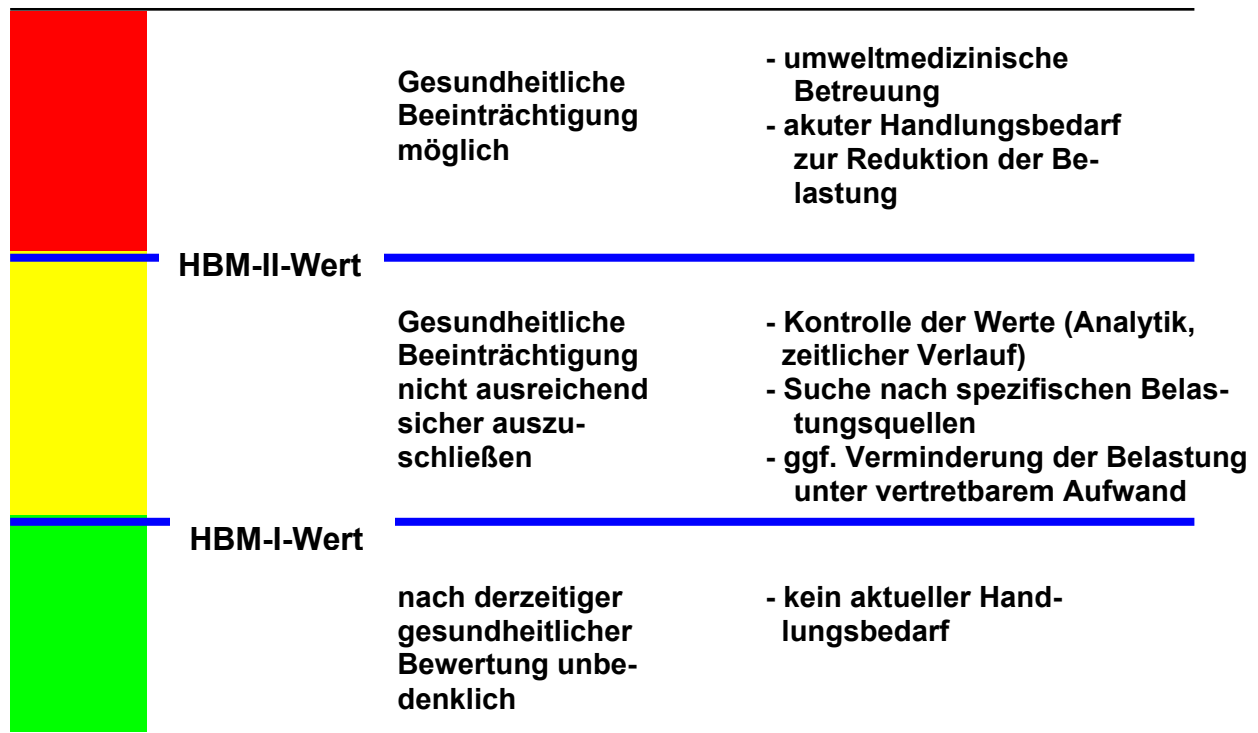 Gesundheitliche
Beeinträchtigung
möglich
- umweltmedizinische
Betreuung
- akuter Handlungsbedarf
zur Reduktion der Be-
lastung
HBM-II-Wert
Gesundheitliche
Beeinträchtigung
nicht ausreichend
sicher auszu-
schließen
- Kontrolle der Werte (Analytik,
zeitlicher Verlauf)
- Suche nach spezifischen Belas-
tungsquellen
- ggf. Verminderung der Belastung
unter vertretbarem Aufwand
HBM-I-Wert
nach derzeitiger
gesundheitlicher
Bewertung unbe-
denklich
- kein aktueller Hand-
lungsbedarf